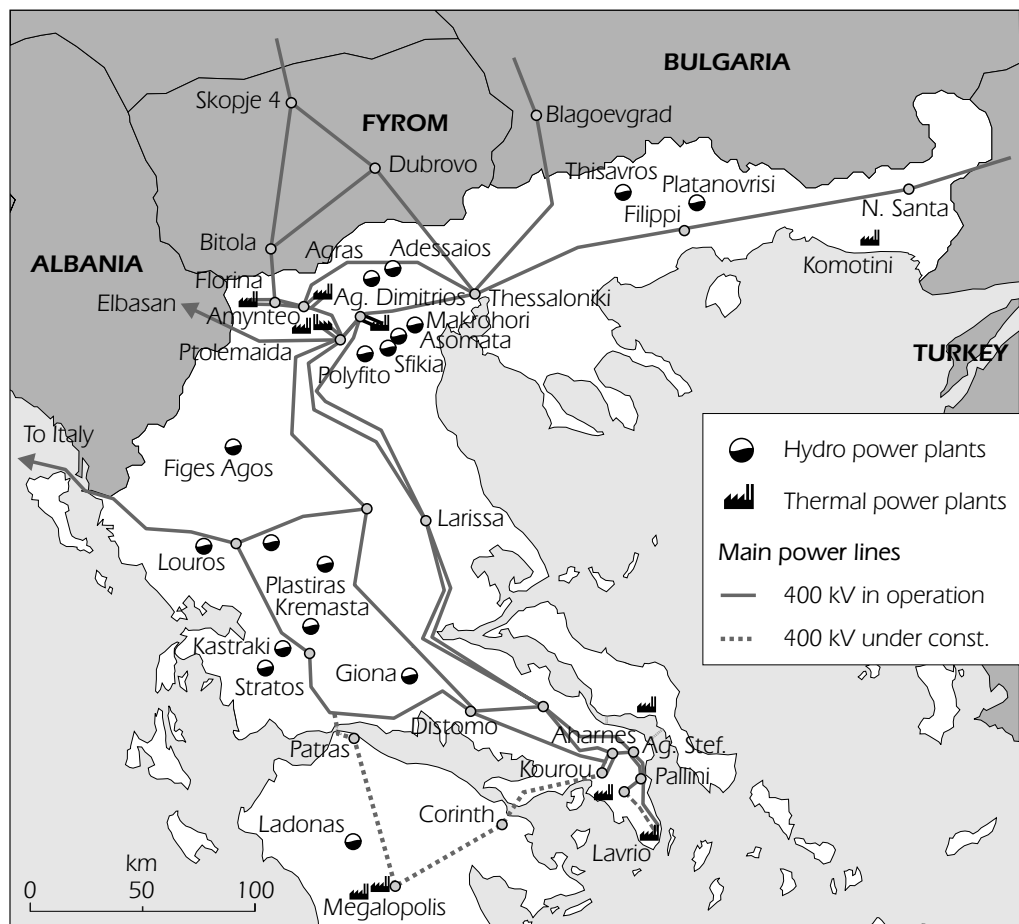 BULGARIA
Skopje 4
Blagoevgrad
FYROM
Dubrovo
Thisavros
Platanovrisi
Filippi
N. Santa
Bitola
Agras
Adessaios
Komotini
ALBANIA
Florina
Elbasan
Ag. Dimitrios
Thessaloniki
Amynteo
Makrohori
Asomata
Ptolemaida
Sfikia
Polyfito
TURKEY
To Italy
Figes Agos
Hydro power plants
Thermal power plants
Larissa
Main power lines
Louros
Plastiras
400 kV in operation
Kremasta
400 kV under const.
Kastraki
Stratos
Giona
Distomo
Aharnes
Ag. Stef.
Patras
Kourou
Pallini
Corinth
Ladonas
Lavrio
km
0 50 100
Megalopolis